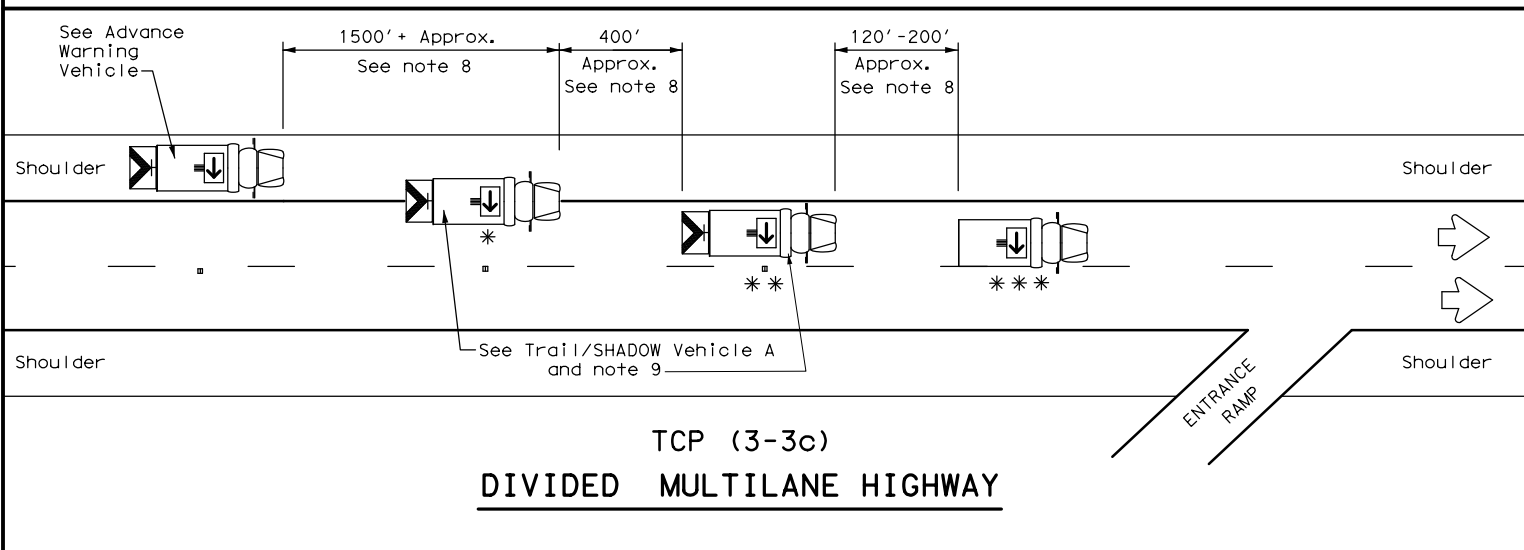 See Advance
Warning
Vehicle
1500'+ Approx.
See note 8
400'
Approx.
See note 8
120'-200'
Approx.
See note 8
Shoulder
Shoulder
*
* *
* * *
See Trail/SHADOW Vehicle A
and note 9
Shoulder
Shoulder
ENTRANCE
RAMP
TCP (3-3c)
DIVIDED MULTILANE HIGHWAY